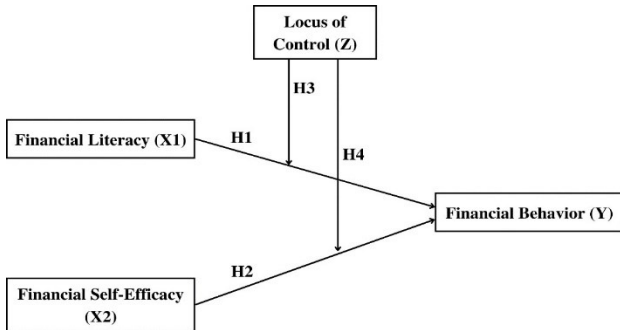 Locus of
Control (Z)
H3
Financial Literacy (X1)
H1
H4
Financial Behavior (Y)
H2
Financial Self-Efficacy
(X2)